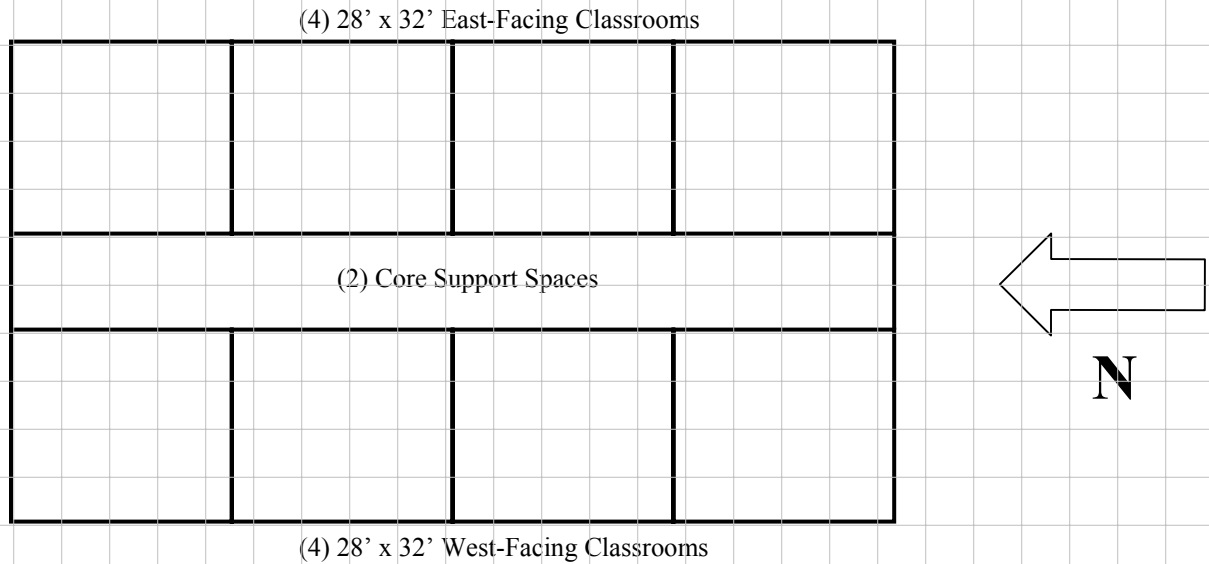 (4) 28’ x 32’ East-Facing Classrooms
(2) Core Support Spaces
N
(4) 28’ x 32’ West-Facing Classrooms